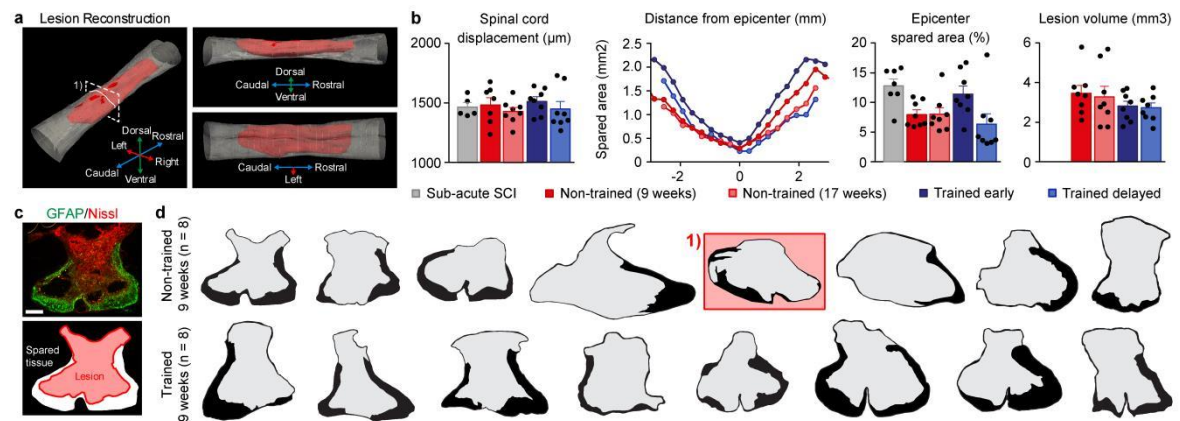 a Lesion Reconstruction
1)
Dorsal
Rostral
Left
Right
Caudal
Ventral
Dorsal
Caudal Rostral
Ventral
Caudal Rostral
Left
b Spinal cord
displacement (µm)
2000
1500
1000
Distance from epicenter (mm)
Spared area (mm2)
2.5
2.0
1.5
1.0
0.5
0
-2 0 2
Epicenter
spared area (%)
20
15
10
5
0
Lesion volume (mm3)
6
4
2
0
Sub-acute SCI Non-trained (9 weeks) Non-trained (17 weeks) Trained early Trained delayed
c GFAP/Nissl
Spared
tissue
Lesion
d Non-trained
9 weeks (n = 8)
1)
Trained
9 weeks (n = 8)